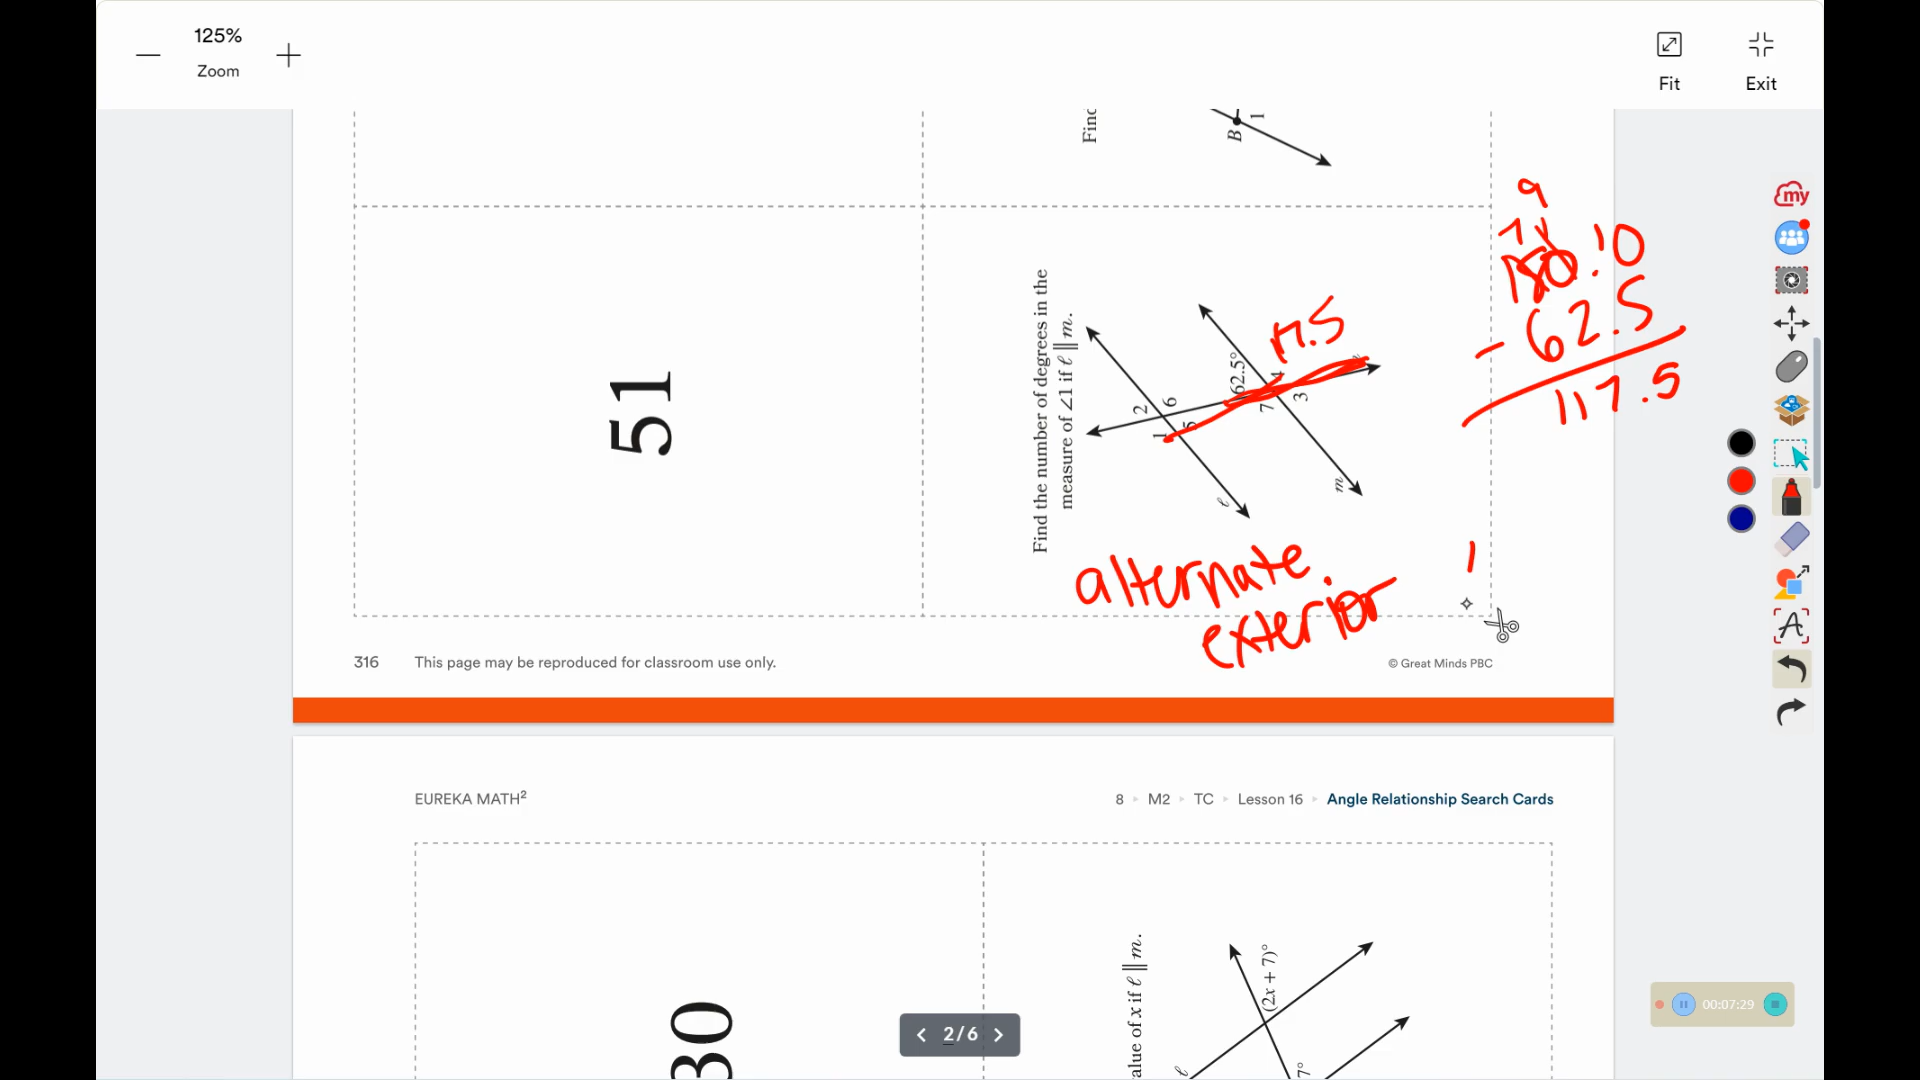 125%
Zoom
Fit
Exit
Find
B
1
my
9
7
180.10
- 62.5
117.5
51
Find the number of degrees in the
measure of ∠1 if ℓ ∥ m.
2
6
1
5
62.5°
4
7
3
ℓ
m
alternate
exterior
1
316
This page may be reproduced for classroom use only.
© Great Minds PBC
EUREKA MATH²
8 ▸ M2 ▸ TC ▸ Lesson 16 ▸ Angle Relationship Search Cards
30
alue of x if ℓ ∥ m.
(2x + 7)°
7°
ℓ
2/6
00:07:29
A